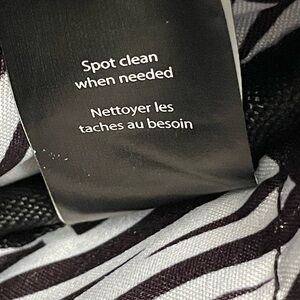 Spot clean
when needed
Nettoyer les
taches au besoin